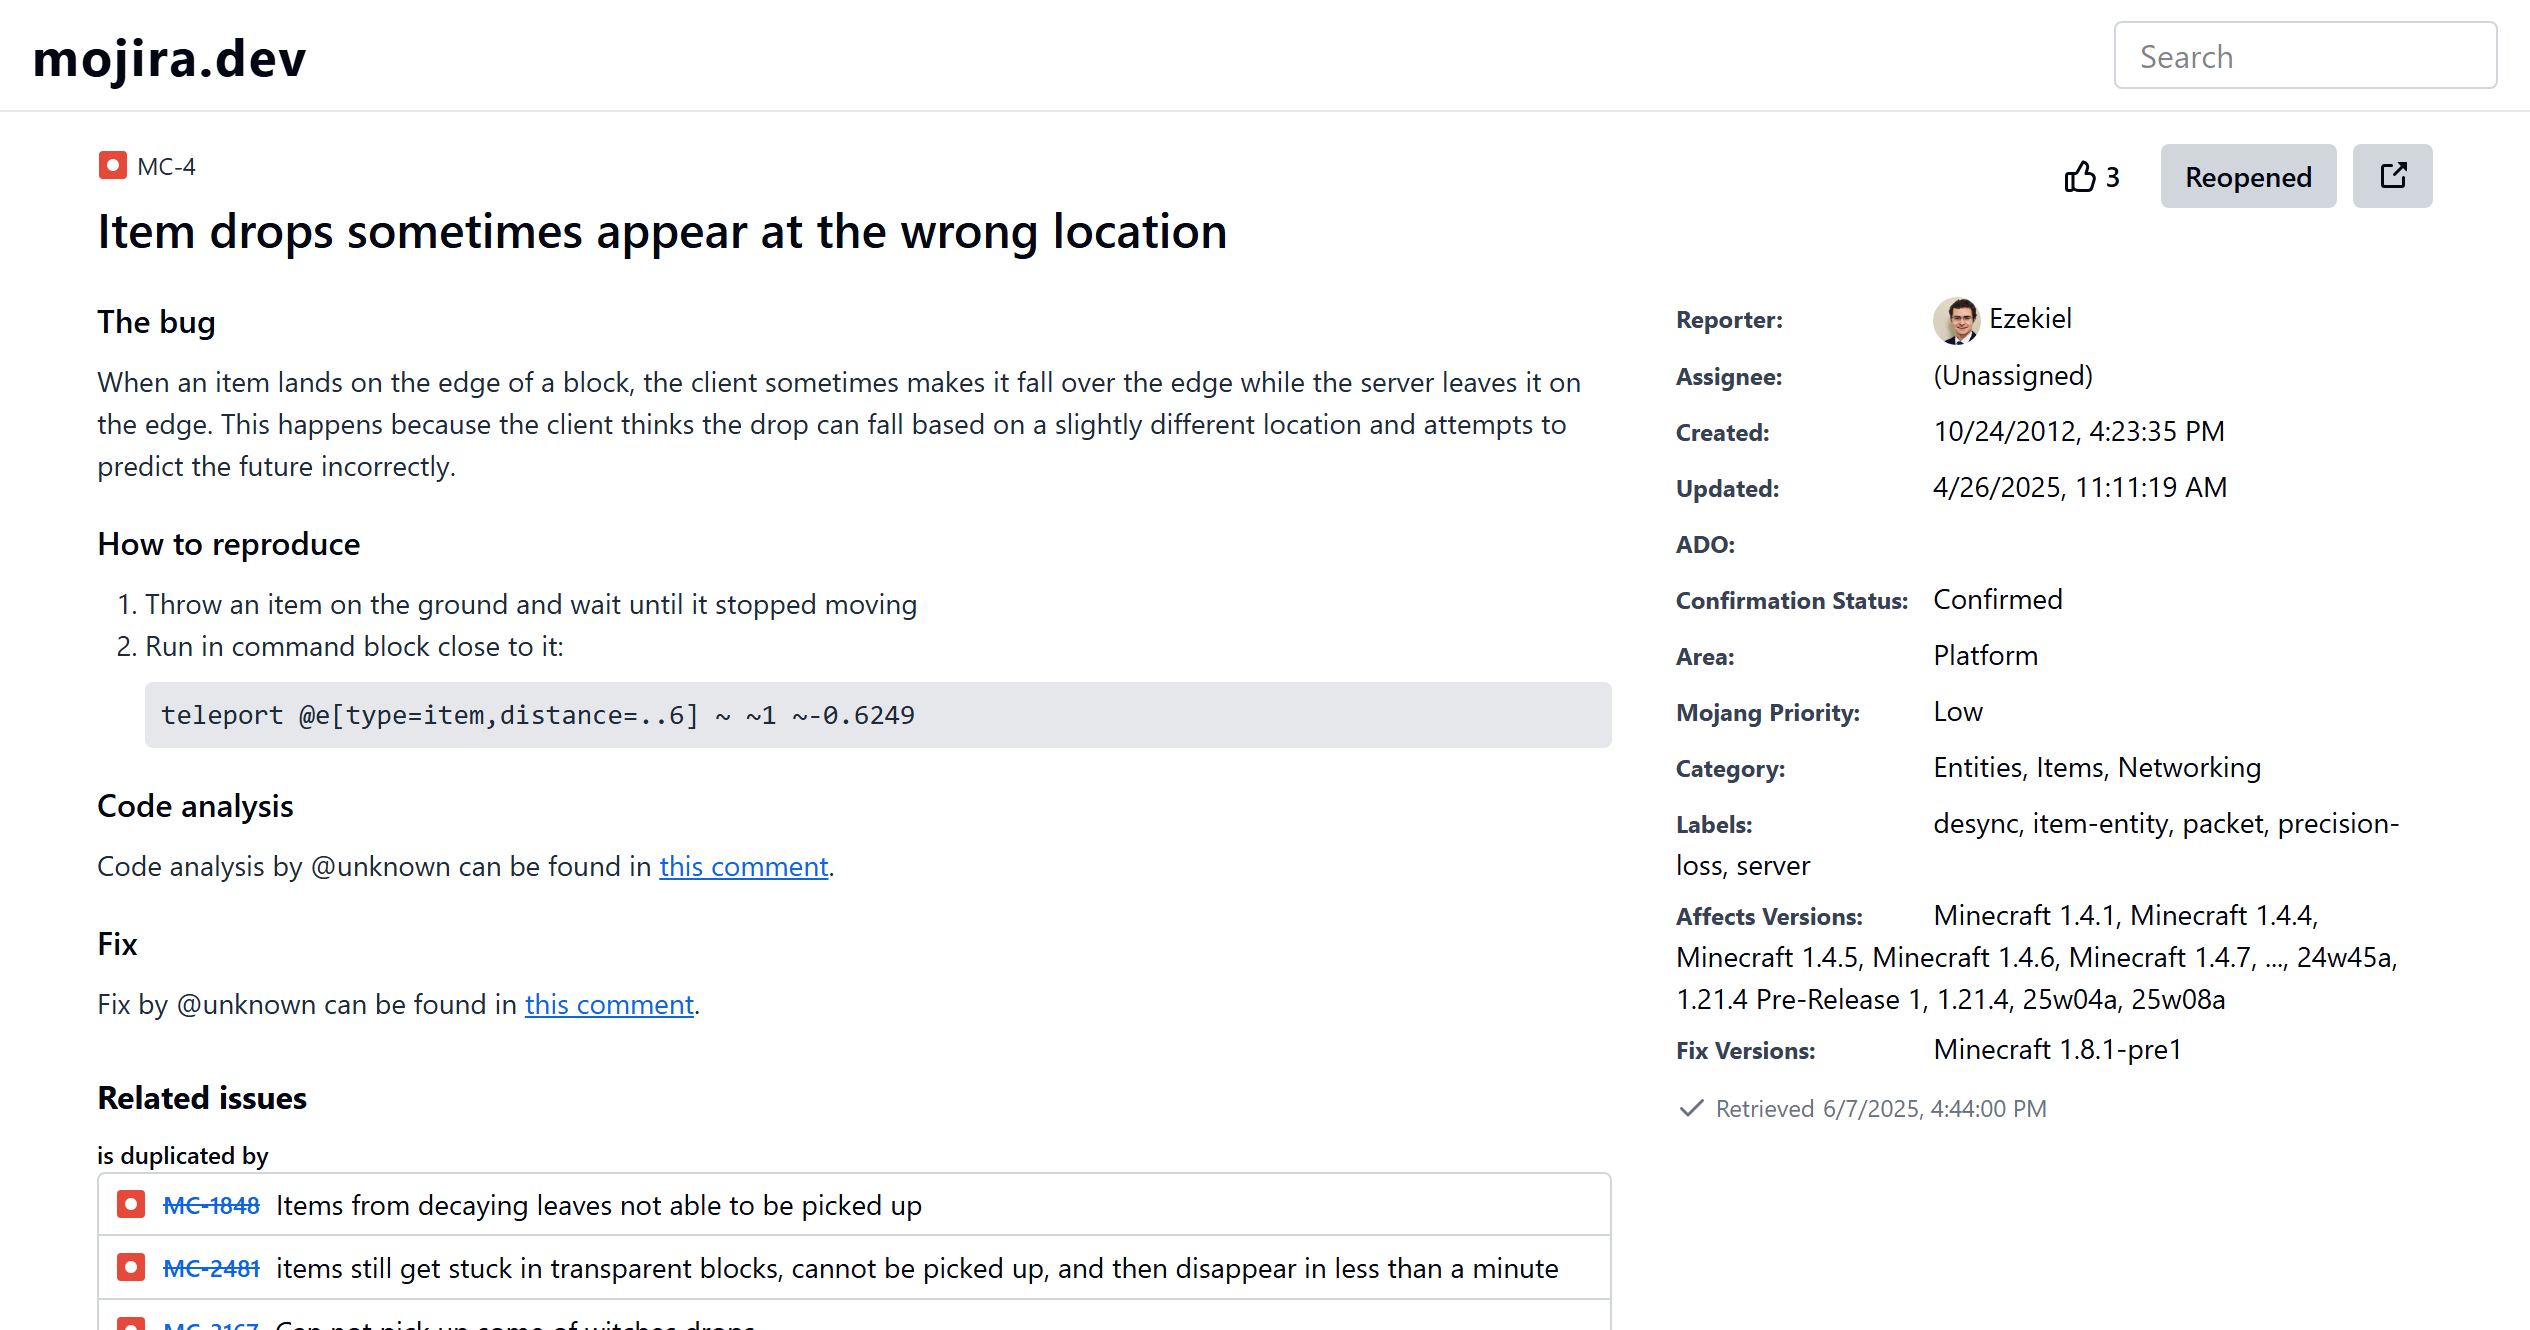 mojira.dev
Search
MC-4
3
Reopened
Item drops sometimes appear at the wrong location
The bug
When an item lands on the edge of a block, the client sometimes makes it fall over the edge while the server leaves it on
the edge. This happens because the client thinks the drop can fall based on a slightly different location and attempts to
predict the future incorrectly.
How to reproduce
1. Throw an item on the ground and wait until it stopped moving
2. Run in command block close to it:
teleport @e[type=item,distance=..6] ~ ~1 ~-0.6249
Code analysis
Code analysis by @unknown can be found in this comment.
Fix
Fix by @unknown can be found in this comment.
Related issues
is duplicated by
MC-1848 Items from decaying leaves not able to be picked up
MC-2481 items still get stuck in transparent blocks, cannot be picked up, and then disappear in less than a minute
MC-3167 Can not pick up some of witches drops
Reporter: Ezekiel
Assignee: (Unassigned)
Created: 10/24/2012, 4:23:35 PM
Updated: 4/26/2025, 11:11:19 AM
ADO:
Confirmation Status: Confirmed
Area: Platform
Mojang Priority: Low
Category: Entities, Items, Networking
Labels: desync, item-entity, packet, precision-
loss, server
Affects Versions: Minecraft 1.4.1, Minecraft 1.4.4,
Minecraft 1.4.5, Minecraft 1.4.6, Minecraft 1.4.7, ..., 24w45a,
1.21.4 Pre-Release 1, 1.21.4, 25w04a, 25w08a
Fix Versions: Minecraft 1.8.1-pre1
Retrieved 6/7/2025, 4:44:00 PM